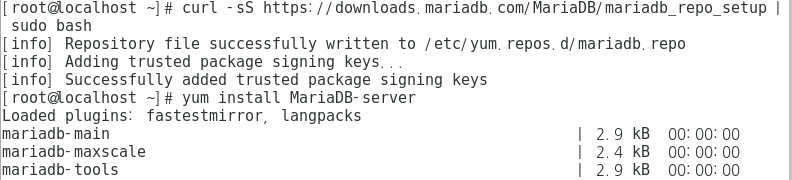 [root@localhost ~]# curl -sS https://downloads.mariadb.com/MariaDB/mariadb_repo_setup |
sudo bash
[info] Repository file successfully written to /etc/yum.repos.d/mariadb.repo
[info] Adding trusted package signing keys...
[info] Successfully added trusted package signing keys
[root@localhost ~]# yum install MariaDB-server
Loaded plugins: fastestmirror, langpacks
mariadb-main | 2.9 kB 00:00:00
mariadb-maxscale | 2.4 kB 00:00:00
mariadb-tools | 2.9 kB 00:00:00